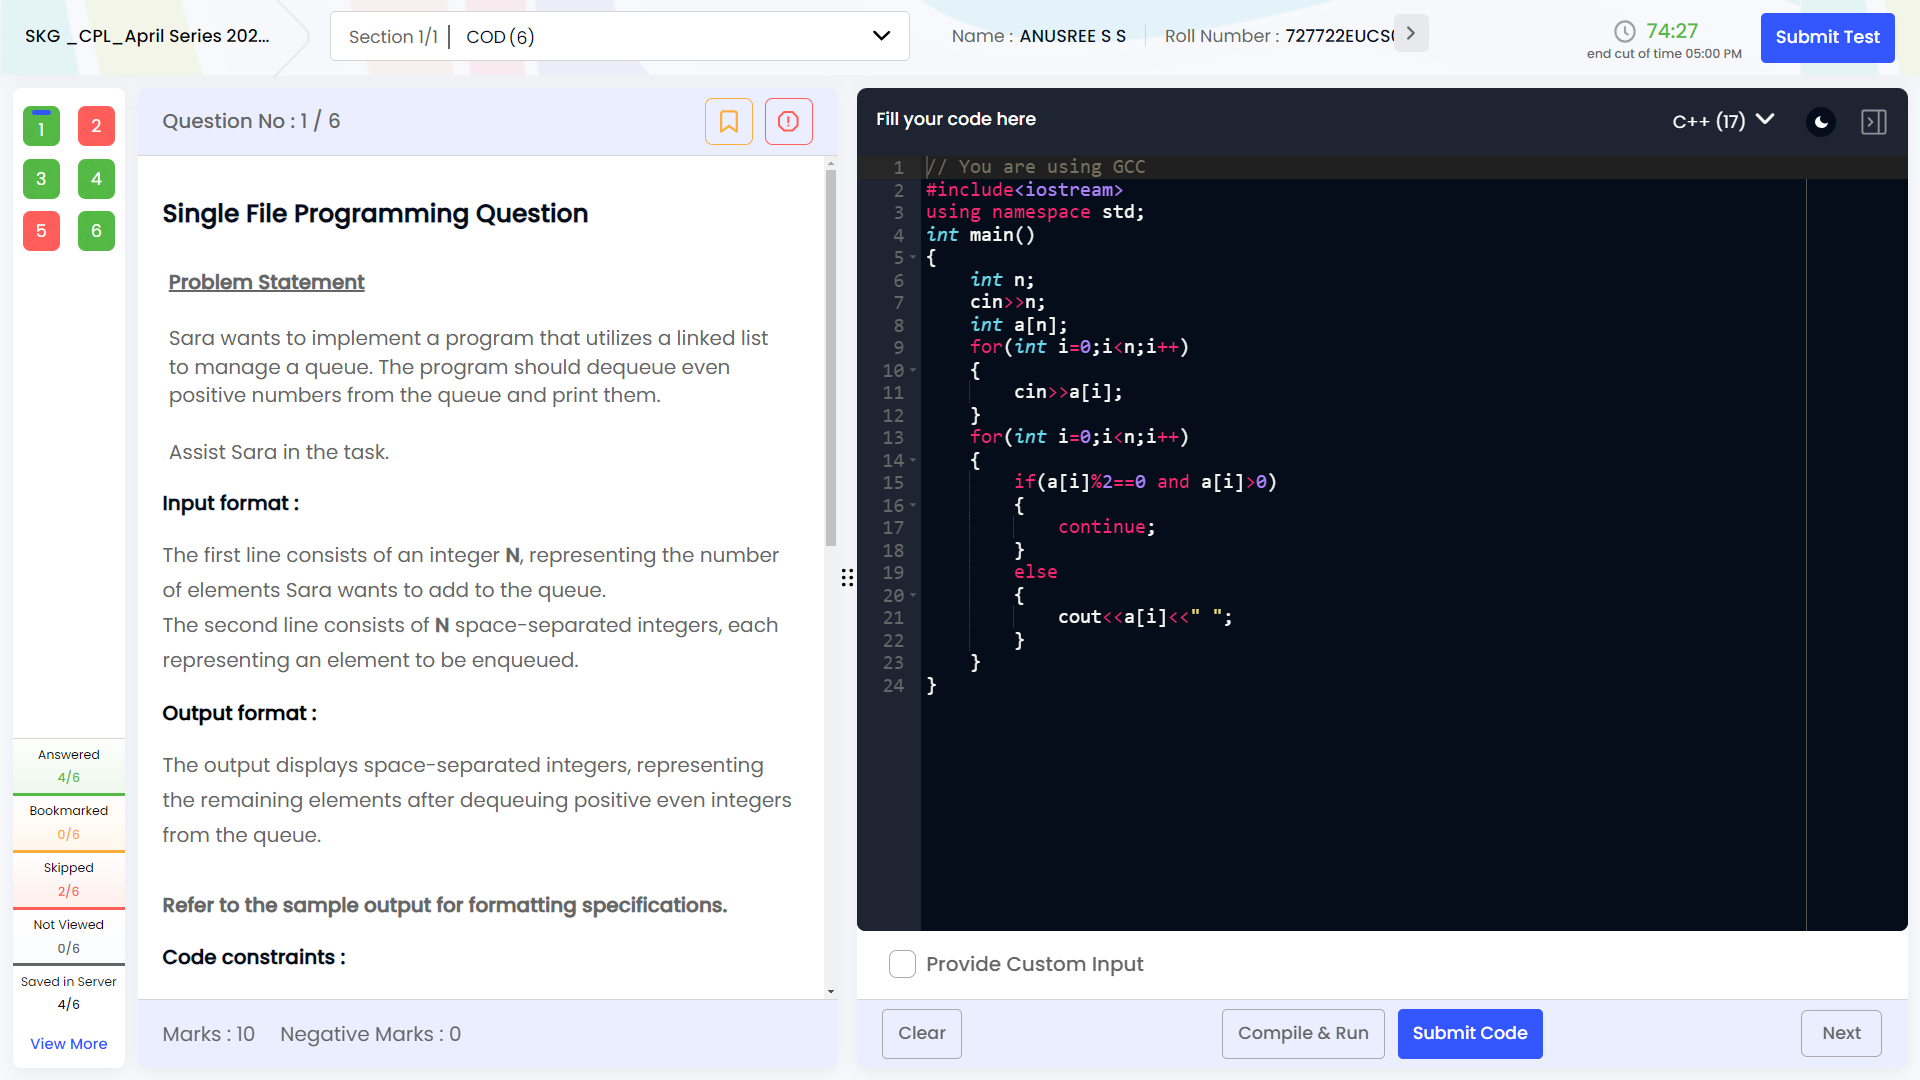 SKG _CPL_April Series 202...
Section 1/1 | COD (6)
Name : ANUSREE S S
Roll Number : 727722EUCS
74:27
end cut of time 05:00 PM
Submit Test
1
2
3
4
5
6
Answered
4/6
Bookmarked
0/6
Skipped
2/6
Not Viewed
0/6
Saved in Server
4/6
View More
Question No : 1 / 6
Single File Programming Question
Problem Statement
Sara wants to implement a program that utilizes a linked list
to manage a queue. The program should dequeue even
positive numbers from the queue and print them.
Assist Sara in the task.
Input format :
The first line consists of an integer N, representing the number
of elements Sara wants to add to the queue.
The second line consists of N space-separated integers, each
representing an element to be enqueued.
Output format :
The output displays space-separated integers, representing
the remaining elements after dequeuing positive even integers
from the queue.
Refer to the sample output for formatting specifications.
Code constraints :
Marks : 10 Negative Marks : 0
Fill your code here
C++ (17)
1 // You are using GCC
2 #include<iostream>
3 using namespace std;
4 int main()
5 {
6 int n;
7 cin>>n;
8 int a[n];
9 for(int i=0;i<n;i++)
10 {
11 cin>>a[i];
12 }
13 for(int i=0;i<n;i++)
14 {
15 if(a[i]%2==0 and a[i]>0)
16 {
17 continue;
18 }
19 else
20 {
21 cout<<a[i]<<" ";
22 }
23 }
24 }
Provide Custom Input
Clear
Compile & Run
Submit Code
Next